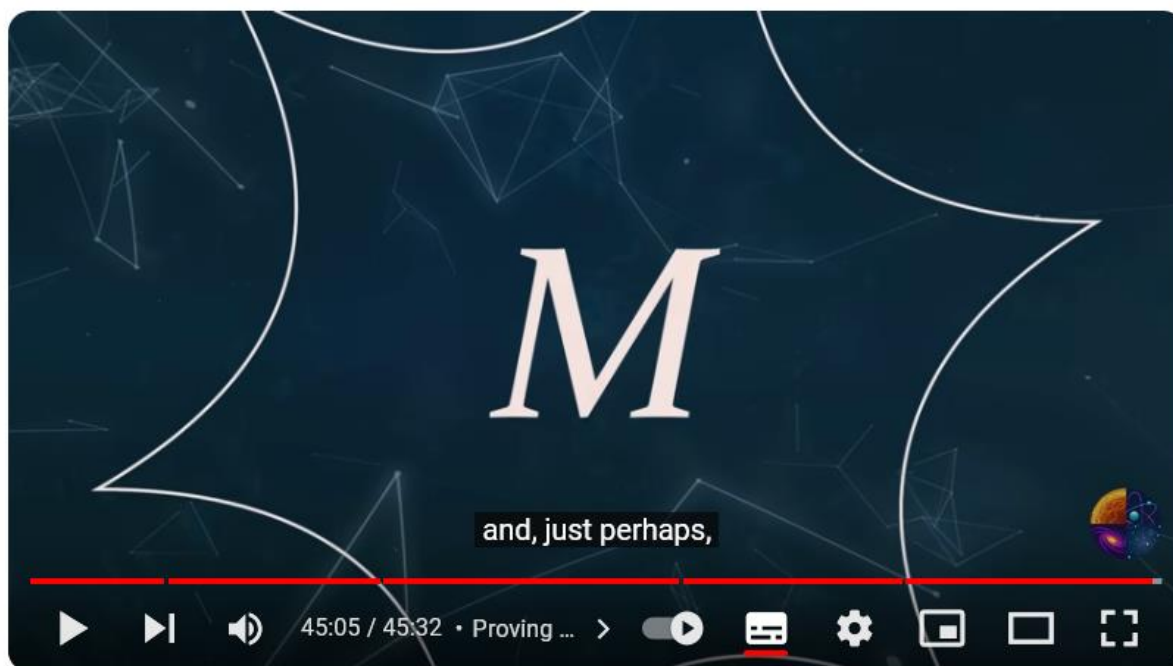 M
and, just perhaps,
45:05 / 45:32 • Proving ...